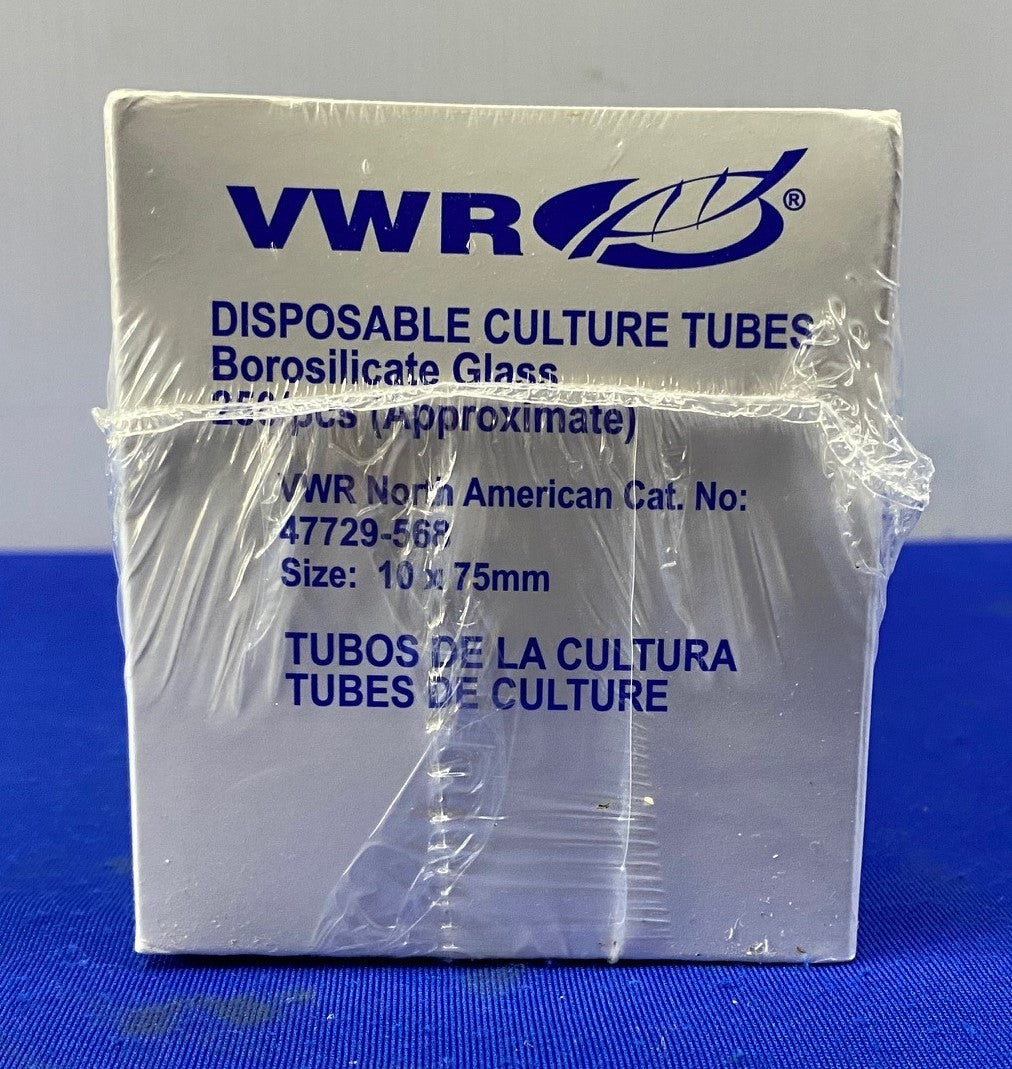 VWR ®
DISPOSABLE CULTURE TUBES
Borosilicate Glass
250/pcs (Approximate)
VWR North American Cat. No:
47729-568
Size: 10 x 75mm
TUBOS DE LA CULTURA
TUBES DE CULTURE